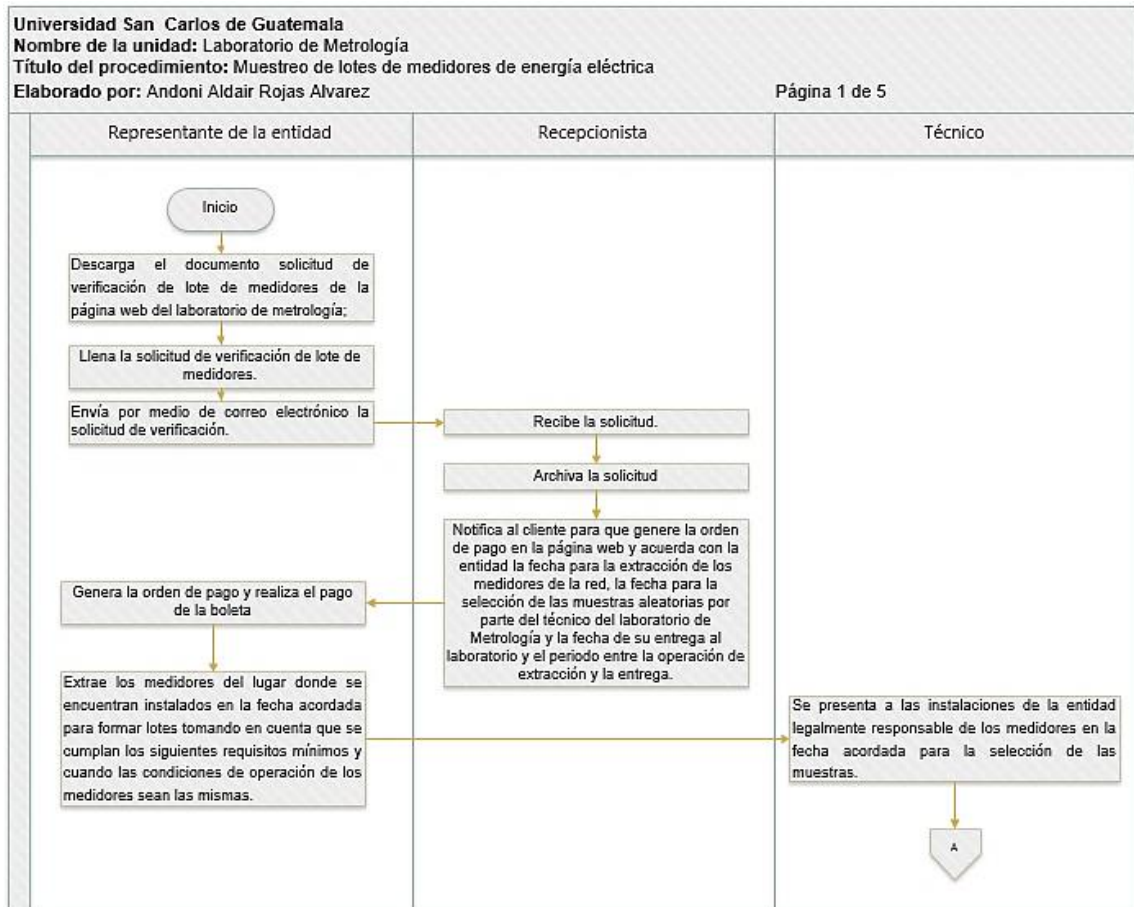 Universidad San Carlos de Guatemala
Nombre de la unidad: Laboratorio de Metrología
Título del procedimiento: Muestreo de lotes de medidores de energía eléctrica
Elaborado por: Andoni Aldair Rojas Alvarez
Página 1 de 5
Representante de la entidad
Recepcionista
Técnico
Inicio
Descarga el documento solicitud de
verificación de lote de medidores de la
página web del laboratorio de metrología;
Llena la solicitud de verificación de lote de
medidores.
Envía por medio de correo electrónico la
solicitud de verificación.
Recibe la solicitud.
Archiva la solicitud
Notifica al cliente para que genere la orden
de pago en la página web y acuerda con la
entidad la fecha para la extracción de los
medidores de la red, la fecha para la
selección de las muestras aleatorias por
parte del técnico del laboratorio de
Metrología y la fecha de su entrega al
laboratorio y el periodo entre la operación de
extracción y la entrega.
Genera la orden de pago y realiza el pago
de la boleta
Extrae los medidores del lugar donde se
encuentran instalados en la fecha acordada
para formar lotes tomando en cuenta que se
cumplan los siguientes requisitos mínimos y
cuando las condiciones de operación de los
medidores sean las mismas.
Se presenta a las instalaciones de la entidad
legalmente responsable de los medidores en la
fecha acordada para la selección de las
muestras.
A